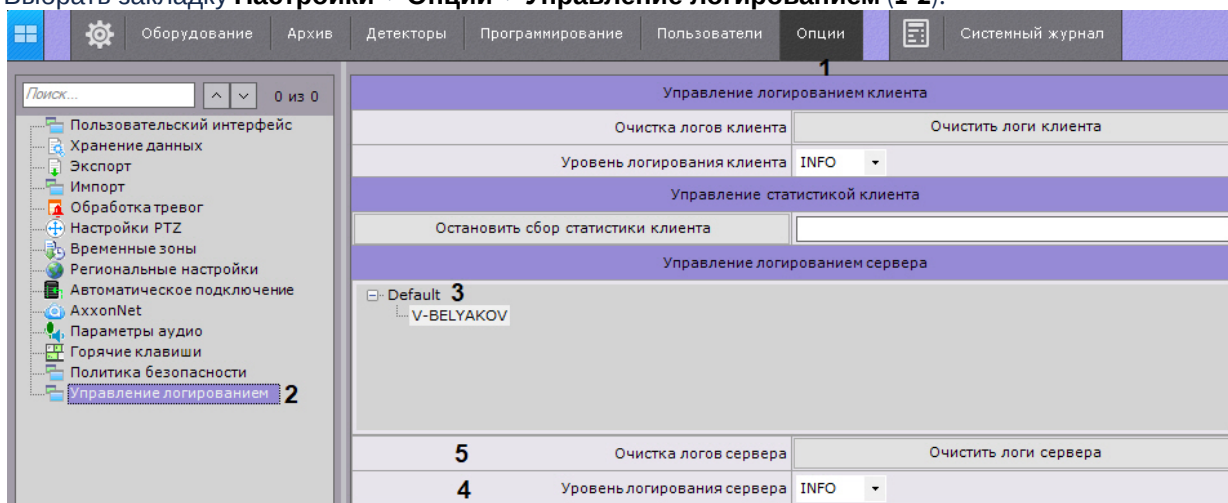 Выбрать закладку Настройки → Опции → Управление логированием (1-2).
Оборудование Архив Детекторы Программирование Пользователи Опции Системный журнал
1
Поиск... 0 из 0
Пользовательский интерфейс
Хранение данных
Экспорт
Импорт
Обработка тревог
Настройки PTZ
Временные зоны
Региональные настройки
Автоматическое подключение
AxxonNet
Параметры аудио
Горячие клавиши
Политика безопасности
Управление логированием 2
Управление логированием клиента
Очистка логов клиента Очистить логи клиента
Уровень логирования клиента INFO
Управление статистикой клиента
Остановить сбор статистики клиента
Управление логированием сервера
Default 3
V-BELYAKOV
5 Очистка логов сервера Очистить логи сервера
4 Уровень логирования сервера INFO